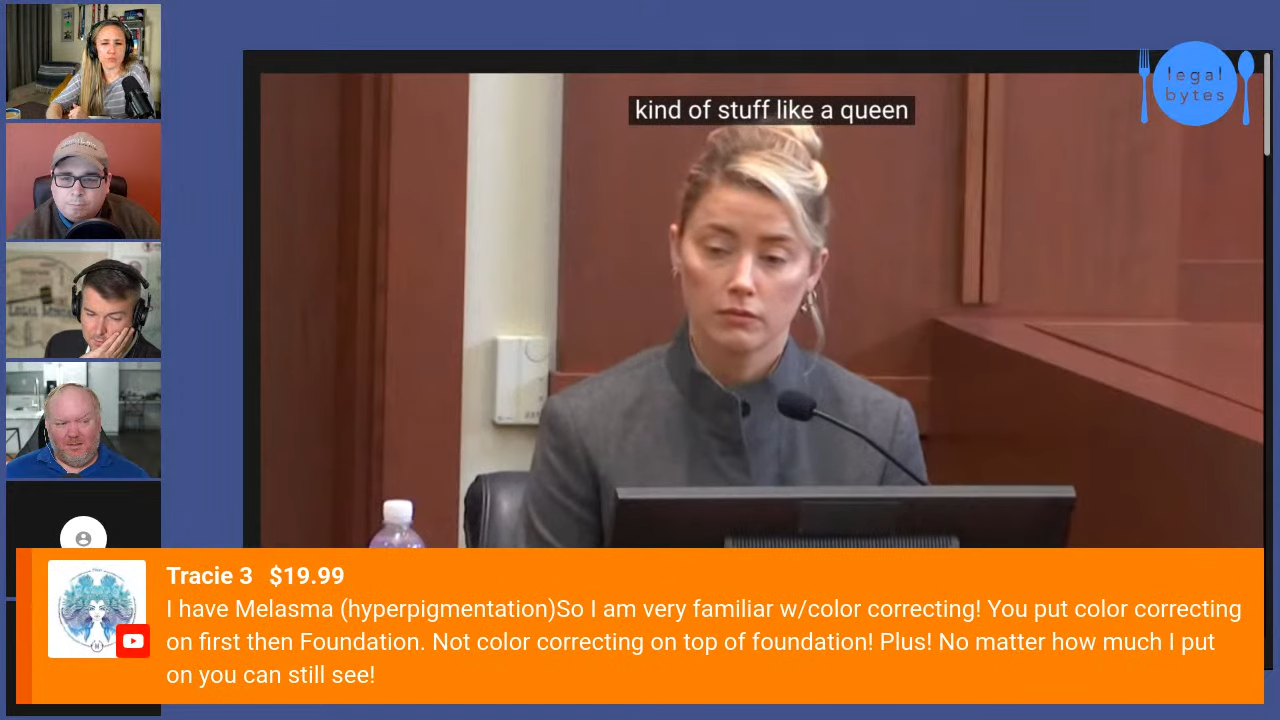 kind of stuff like a queen
legal
bytes
Tracie 3 $19.99
I have Melasma (hyperpigmentation)So I am very familiar w/color correcting! You put color correcting
on first then Foundation. Not color correcting on top of foundation! Plus! No matter how much I put
on you can still see!